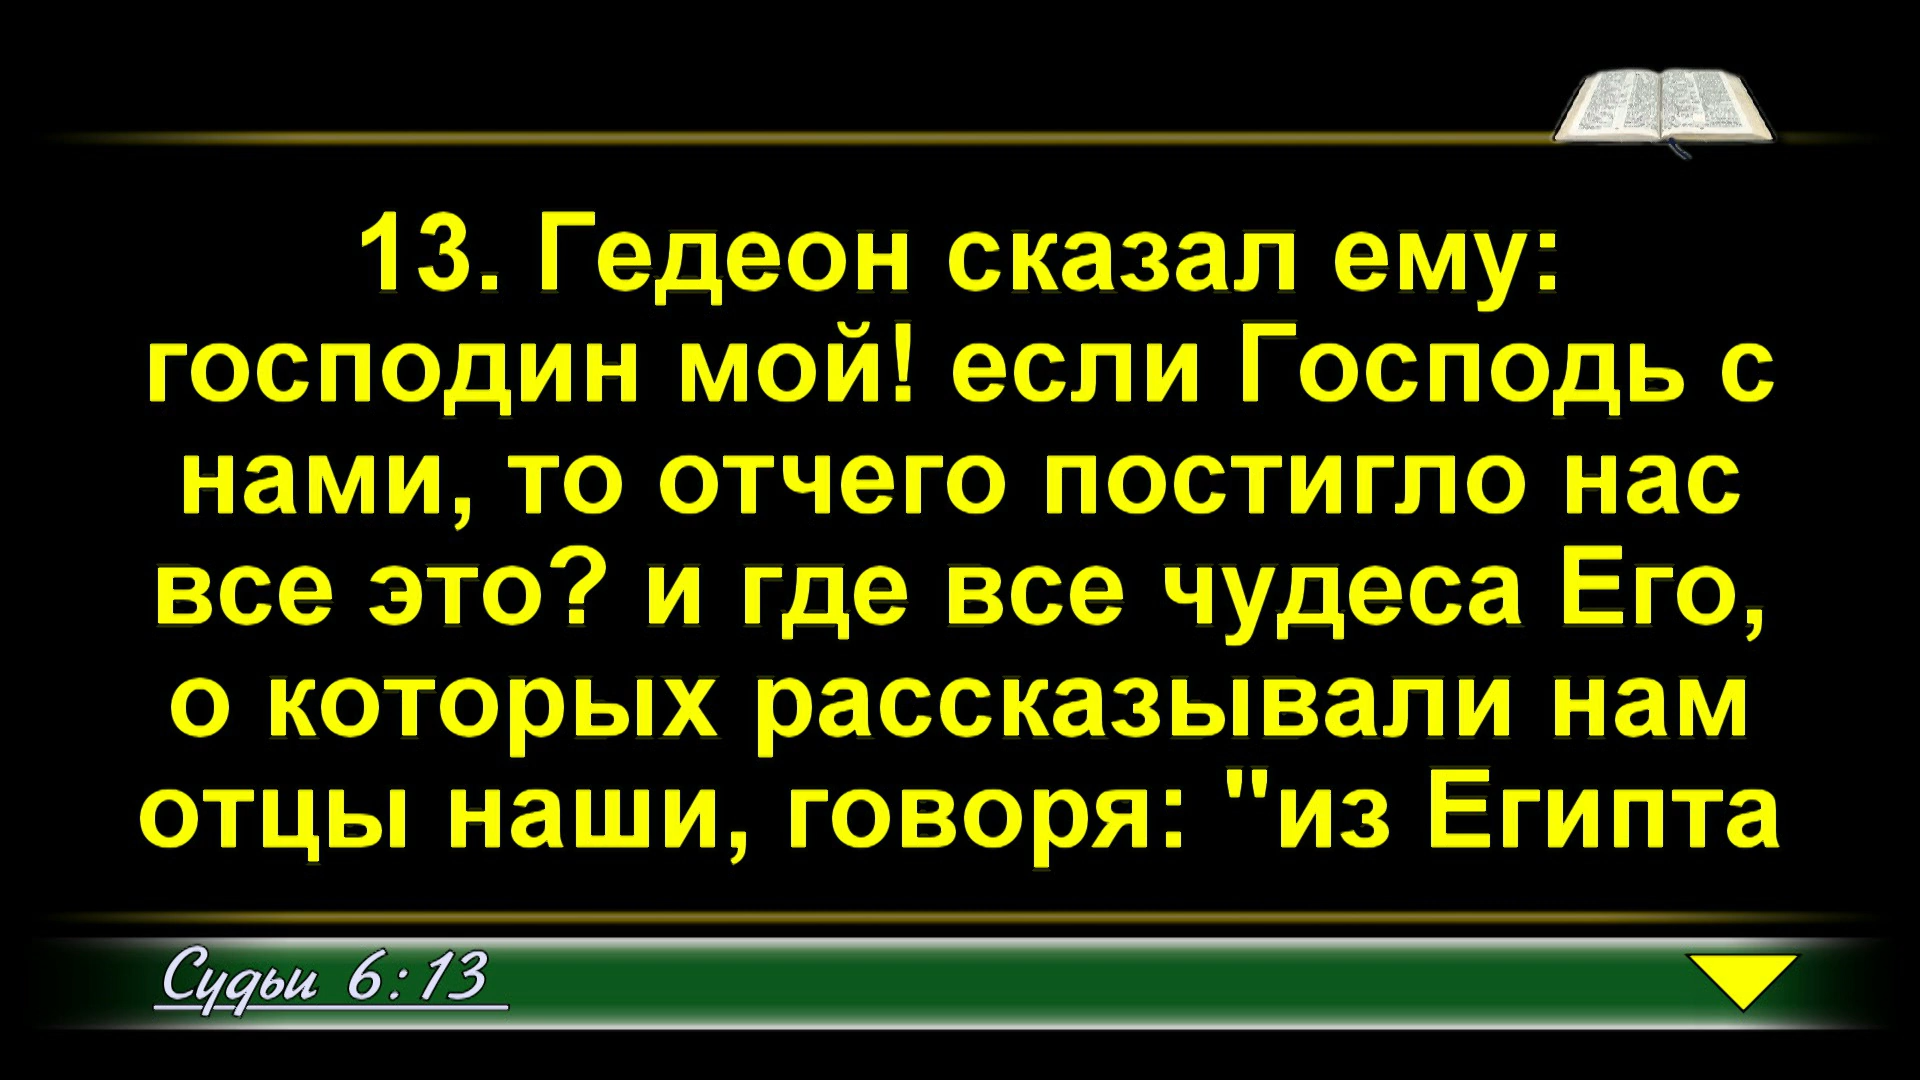 13. Гедеон сказал ему:
господин мой! если Господь с
нами, то отчего постигло нас
все это? и где все чудеса Его,
о которых рассказывали нам
отцы наши, говоря: "из Египта
Судьи 6:13